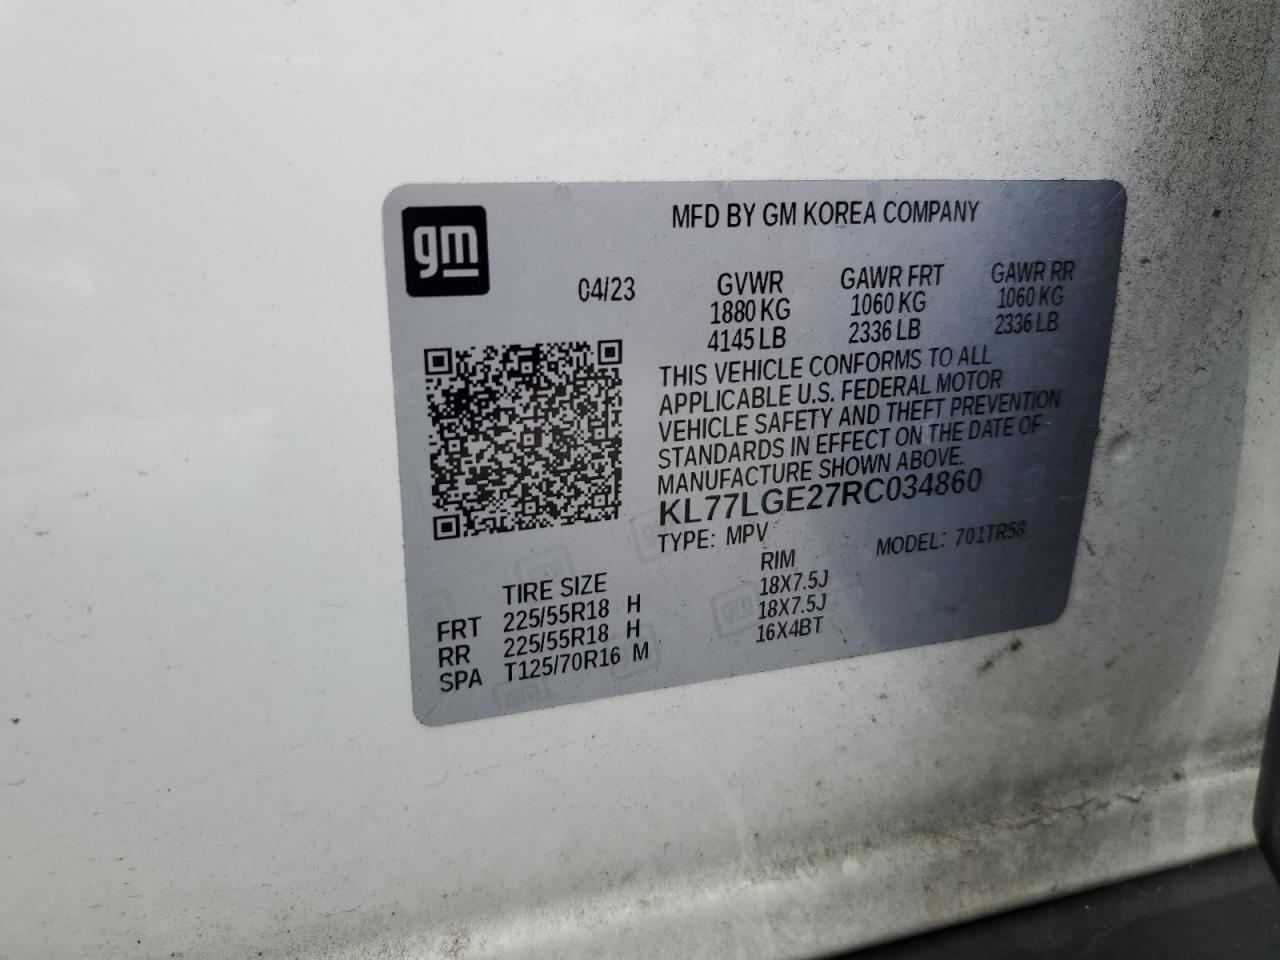 gm
MFD BY GM KOREA COMPANY
04/23
GVWR GAWR FRT GAWR RR
1880 KG 1060 KG 1060 KG
4145 LB 2336 LB 2336 LB
THIS VEHICLE CONFORMS TO ALL
APPLICABLE U.S. FEDERAL MOTOR
VEHICLE SAFETY AND THEFT PREVENTION
STANDARDS IN EFFECT ON THE DATE OF
MANUFACTURE SHOWN ABOVE.
KL77LGE27RC034860
TYPE: MPV MODEL: 701TR58
TIRE SIZE RIM
FRT 225/55R18 H 18X7.5J
RR 225/55R18 H 18X7.5J
SPA T125/70R16 M 16X4BT